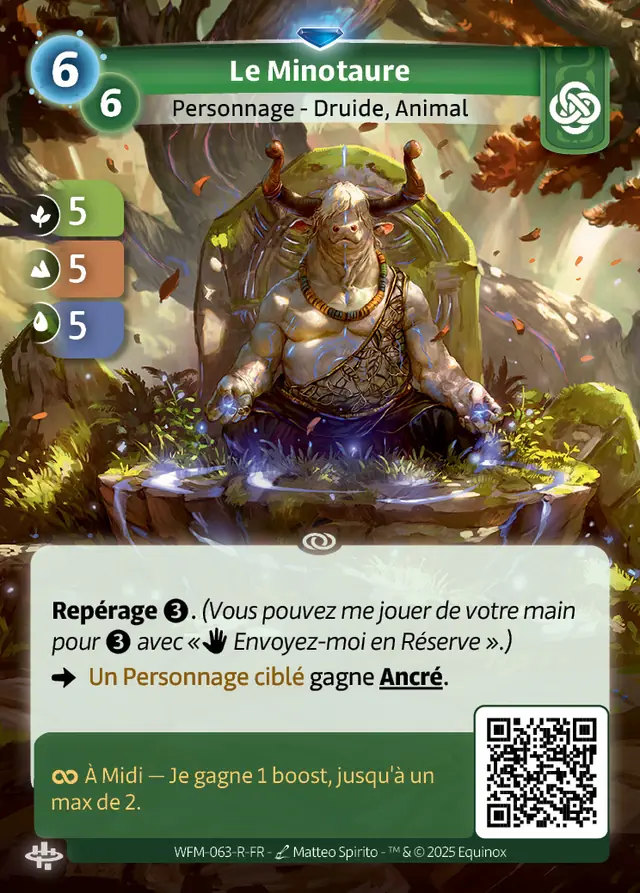 6
Le Minotaure
6
Personnage - Druide, Animal
5
5
5
Repérage 3. (Vous pouvez me jouer de votre main
pour 3 avec « Envoyez-moi en Réserve ».)
Un Personnage ciblé gagne Ancré.
À Midi — Je gagne 1 boost, jusqu'à un
max de 2.
WFM-063-R-FR - Matteo Spirito - ™ & © 2025 Equinox